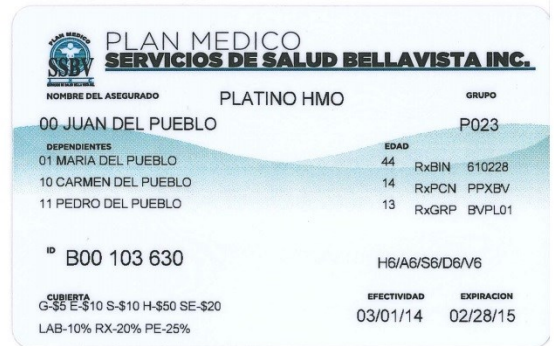 PLAN MEDICO
SSBV
PLAN MEDICO
SERVICIOS DE SALUD BELLAVISTA INC.
NOMBRE DEL ASEGURADO PLATINO HMO GRUPO
00 JUAN DEL PUEBLO P023
DEPENDIENTES EDAD
01 MARIA DEL PUEBLO 44 RxBIN 610228
10 CARMEN DEL PUEBLO 14 RxPCN PPXBV
11 PEDRO DEL PUEBLO 13 RxGRP BVPL01
ID B00 103 630 H6/A6/S6/D6/V6
CUBIERTA EFECTIVIDAD EXPIRACION
G-$5 E-$10 S-$10 H-$50 SE-$20 03/01/14 02/28/15
LAB-10% RX-20% PE-25%